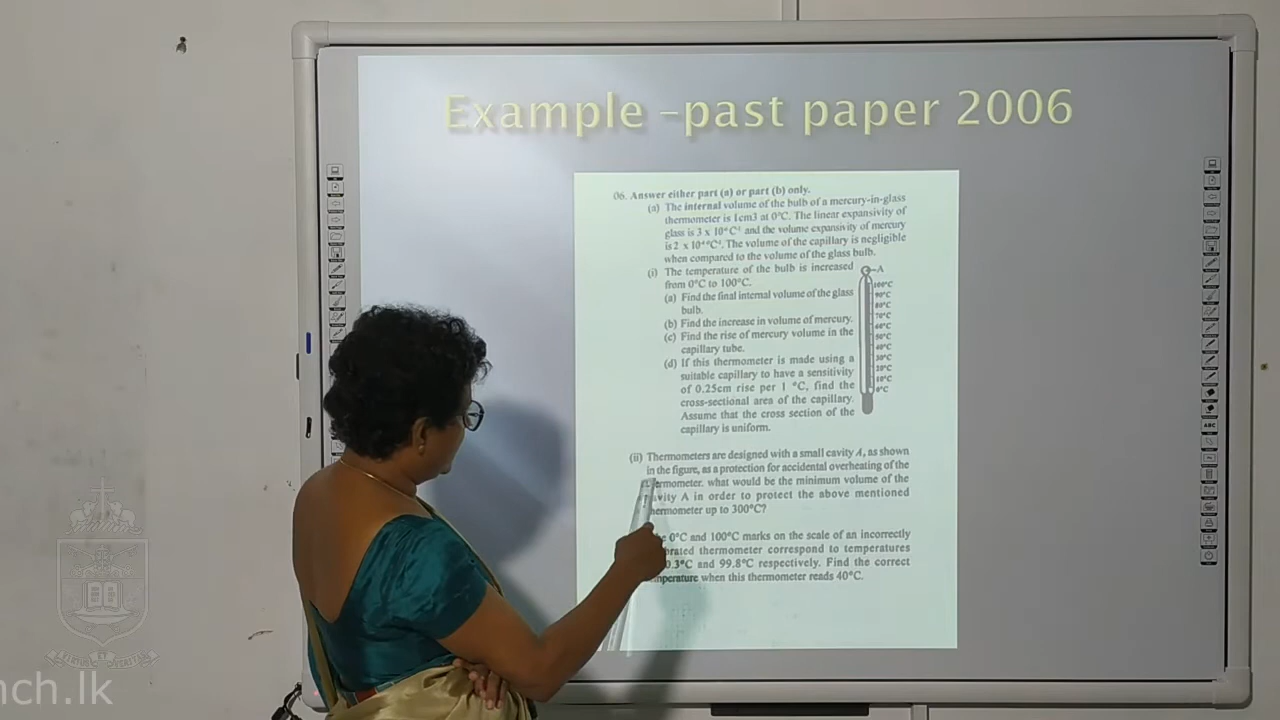 Example –past paper 2006
06. Answer either part (a) or part (b) only.
(a) The internal volume of the bulb of a mercury-in-glass
thermometer is 1cm3 at 0°C. The linear expansivity of
glass is 3 x 10 C and the volume expansivity of mercury
is 2 x 10 °C. The volume of the capillary is negligible
when compared to the volume of the glass bulb.
(i) The temperature of the bulb is increased
from 0°C to 100°C.
(a) Find the final internal volume of the glass
bulb.
(b) Find the increase in volume of mercury.
(c) Find the rise of mercury volume in the
capillary tube.
(d) If this thermometer is made using a
suitable capillary to have a sensitivity
of 0.25cm rise per 1 °C, find the
cross-sectional area of the capillary.
Assume that the cross section of the
capillary is uniform.
A
100°C
90°C
80°C
70°C
60°C
50°C
40°C
30°C
20°C
10°C
0°C
(ii) Thermometers are designed with a small cavity A, as shown
in the figure, as a protection for accidental overheating of the
ermometer. what would be the minimum volume of the
avity A in order to protect the above mentioned
hermometer up to 300°C?
e 0°C and 100°C marks on the scale of an incorrectly
brated thermometer correspond to temperatures
0.3°C and 99.8°C respectively. Find the correct
mperature when this thermometer reads 40°C.
ABC
nch.lk